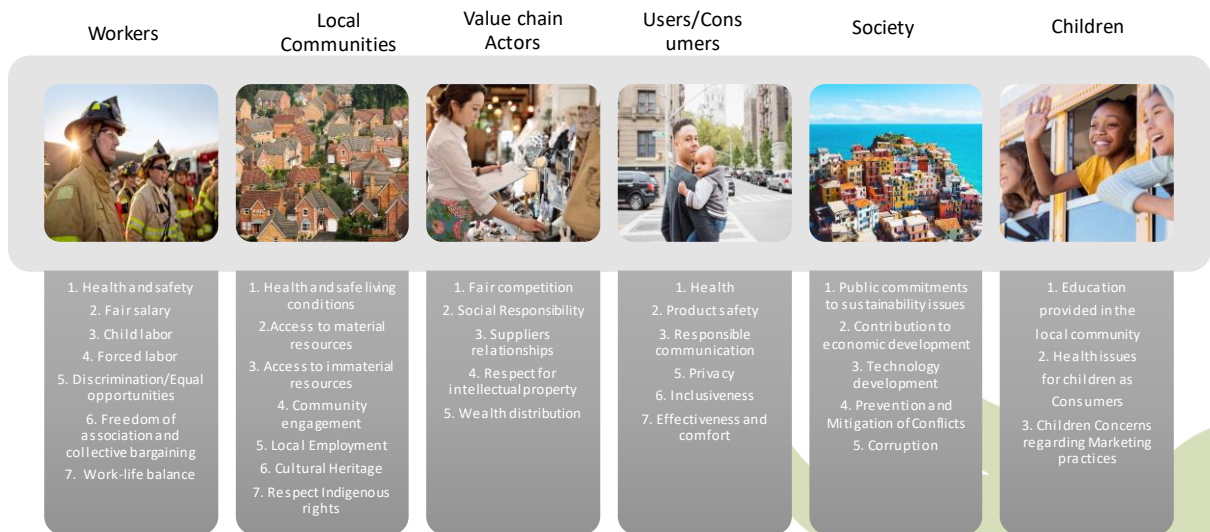 Workers
Local
Communities
Value chain
Actors
Users/Cons
umers
Society
Children
1. Health and safety
2. Fair salary
3. Child labor
4. Forced labor
5. Discrimination/Equal
opportunities
6. Freedom of
association and
collective bargaining
7. Work-life balance
1. Health and safe living
conditions
2.Access to material
resources
3. Access to immaterial
resources
4. Community
engagement
5. Local Employment
6. Cultural Heritage
7. Respect Indigenous
rights
1. Fair competition
2. Social Responsibility
3. Suppliers
relationships
4. Respect for
intellectual property
5. Wealth distribution
1. Health
2. Product safety
3. Responsible
communication
5. Privacy
6. Inclusiveness
7. Effectiveness and
comfort
1. Public commitments
to sustainability issues
2. Contribution to
economic development
3. Technology
development
4. Prevention and
Mitigation of Conflicts
5. Corruption
1. Education
provided in the
local community
2. Health issues
for children as
Consumers
3. Children Concerns
regarding Marketing
practices